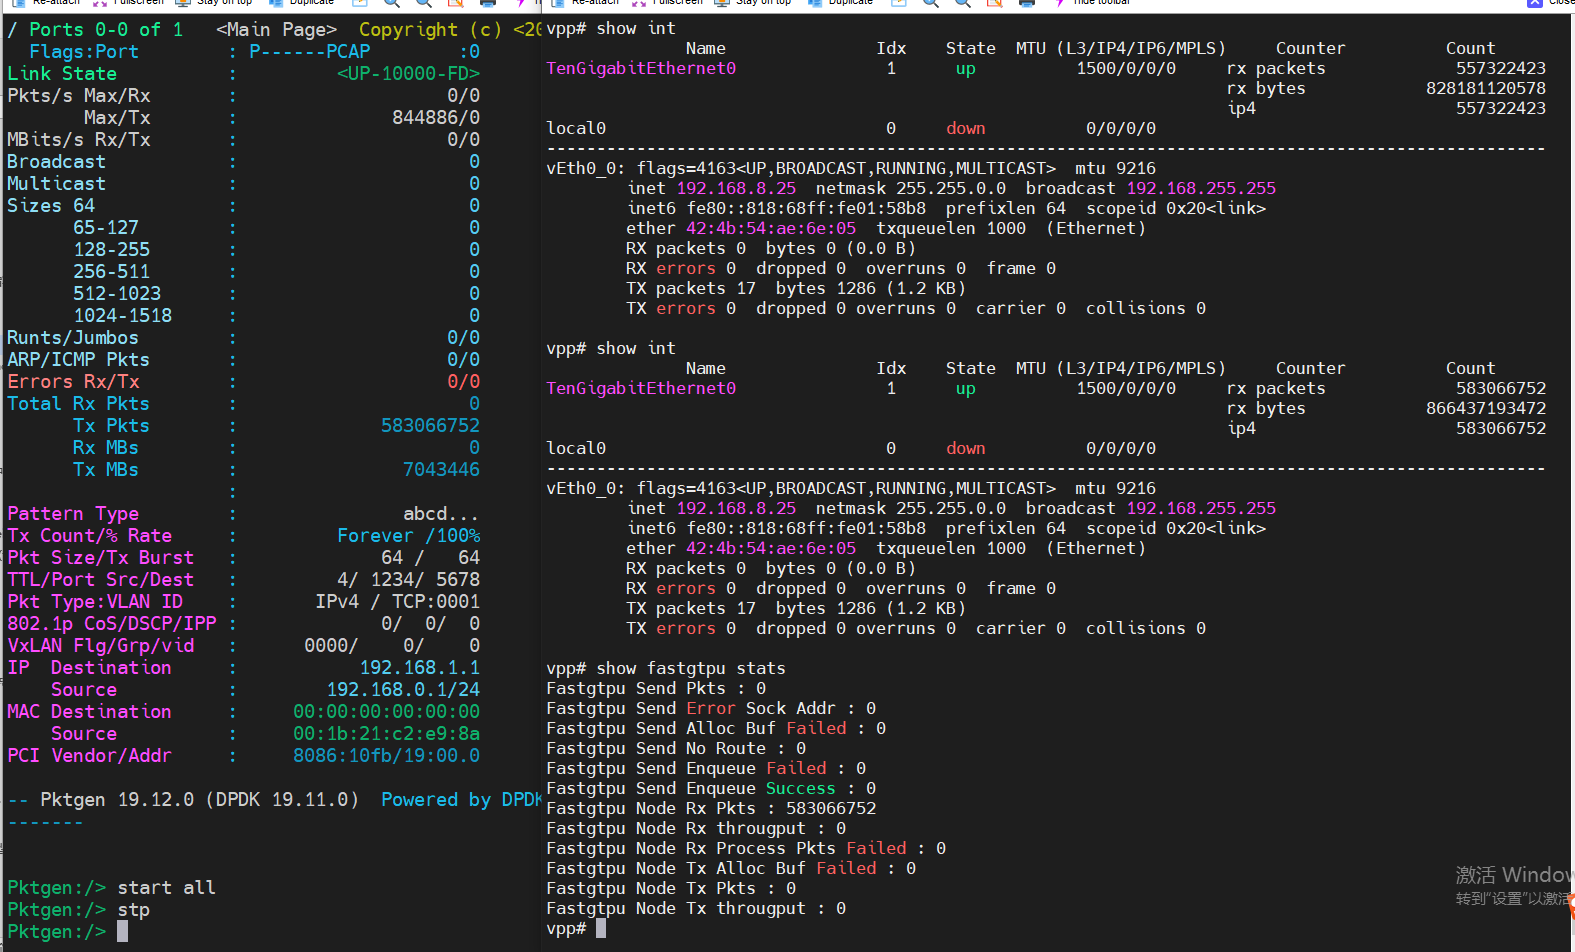 Re-attach Fullscreen Stay on top Duplicate
/ Ports 0-0 of 1   <Main Page>  Copyright (c) <20
Flags:Port : P------PCAP :0
Link State : <UP-10000-FD>
Pkts/s Max/Rx : 0/0
Max/Tx : 844886/0
MBits/s Rx/Tx : 0/0
Broadcast : 0
Multicast : 0
Sizes 64 : 0
65-127 : 0
128-255 : 0
256-511 : 0
512-1023 : 0
1024-1518 : 0
Runts/Jumbos : 0/0
ARP/ICMP Pkts : 0/0
Errors Rx/Tx : 0/0
Total Rx Pkts : 0
Tx Pkts : 583066752
Rx MBs : 0
Tx MBs : 7043446
:
Pattern Type : abcd...
Tx Count/% Rate : Forever /100%
Pkt Size/Tx Burst : 64 /   64
TTL/Port Src/Dest : 4/ 1234/ 5678
Pkt Type:VLAN ID : IPv4 / TCP:0001
802.1p CoS/DSCP/IPP : 0/  0/  0
VxLAN Flg/Grp/vid : 0000/    0/    0
IP  Destination : 192.168.1.1
Source : 192.168.0.1/24
MAC Destination : 00:00:00:00:00:00
Source : 00:1b:21:c2:e9:8a
PCI Vendor/Addr : 8086:10fb/19:00.0
-- Pktgen 19.12.0 (DPDK 19.11.0)  Powered by DPDK
-------
Pktgen:/> start all
Pktgen:/> stp
Pktgen:/>
Re-attach Fullscreen Stay on top Duplicate Hide toolbar Close
vpp# show int
Name Idx State MTU (L3/IP4/IP6/MPLS) Counter Count
TenGigabitEthernet0 1 up 1500/0/0/0 rx packets 557322423
rx bytes 828181120578
ip4 557322423
local0 0 down 0/0/0/0
----------------------------------------------------------------------------------------------------
vEth0_0: flags=4163<UP,BROADCAST,RUNNING,MULTICAST>  mtu 9216
inet 192.168.8.25  netmask 255.255.0.0  broadcast 192.168.255.255
inet6 fe80::818:68ff:fe01:58b8  prefixlen 64  scopeid 0x20<link>
ether 42:4b:54:ae:6e:05  txqueuelen 1000  (Ethernet)
RX packets 0  bytes 0 (0.0 B)
RX errors 0  dropped 0  overruns 0  frame 0
TX packets 17  bytes 1286 (1.2 KB)
TX errors 0  dropped 0 overruns 0  carrier 0  collisions 0
vpp# show int
Name Idx State MTU (L3/IP4/IP6/MPLS) Counter Count
TenGigabitEthernet0 1 up 1500/0/0/0 rx packets 583066752
rx bytes 866437193472
ip4 583066752
local0 0 down 0/0/0/0
----------------------------------------------------------------------------------------------------
vEth0_0: flags=4163<UP,BROADCAST,RUNNING,MULTICAST>  mtu 9216
inet 192.168.8.25  netmask 255.255.0.0  broadcast 192.168.255.255
inet6 fe80::818:68ff:fe01:58b8  prefixlen 64  scopeid 0x20<link>
ether 42:4b:54:ae:6e:05  txqueuelen 1000  (Ethernet)
RX packets 0  bytes 0 (0.0 B)
RX errors 0  dropped 0  overruns 0  frame 0
TX packets 17  bytes 1286 (1.2 KB)
TX errors 0  dropped 0 overruns 0  carrier 0  collisions 0
vpp# show fastgtpu stats
Fastgtpu Send Pkts : 0
Fastgtpu Send Error Sock Addr : 0
Fastgtpu Send Alloc Buf Failed : 0
Fastgtpu Send No Route : 0
Fastgtpu Send Enqueue Failed : 0
Fastgtpu Send Enqueue Success : 0
Fastgtpu Node Rx Pkts : 583066752
Fastgtpu Node Rx througput : 0
Fastgtpu Node Rx Process Pkts Failed : 0
Fastgtpu Node Tx Alloc Buf Failed : 0
Fastgtpu Node Tx Pkts : 0
Fastgtpu Node Tx througput : 0
vpp#
激活 Window
转到"设置"以激活